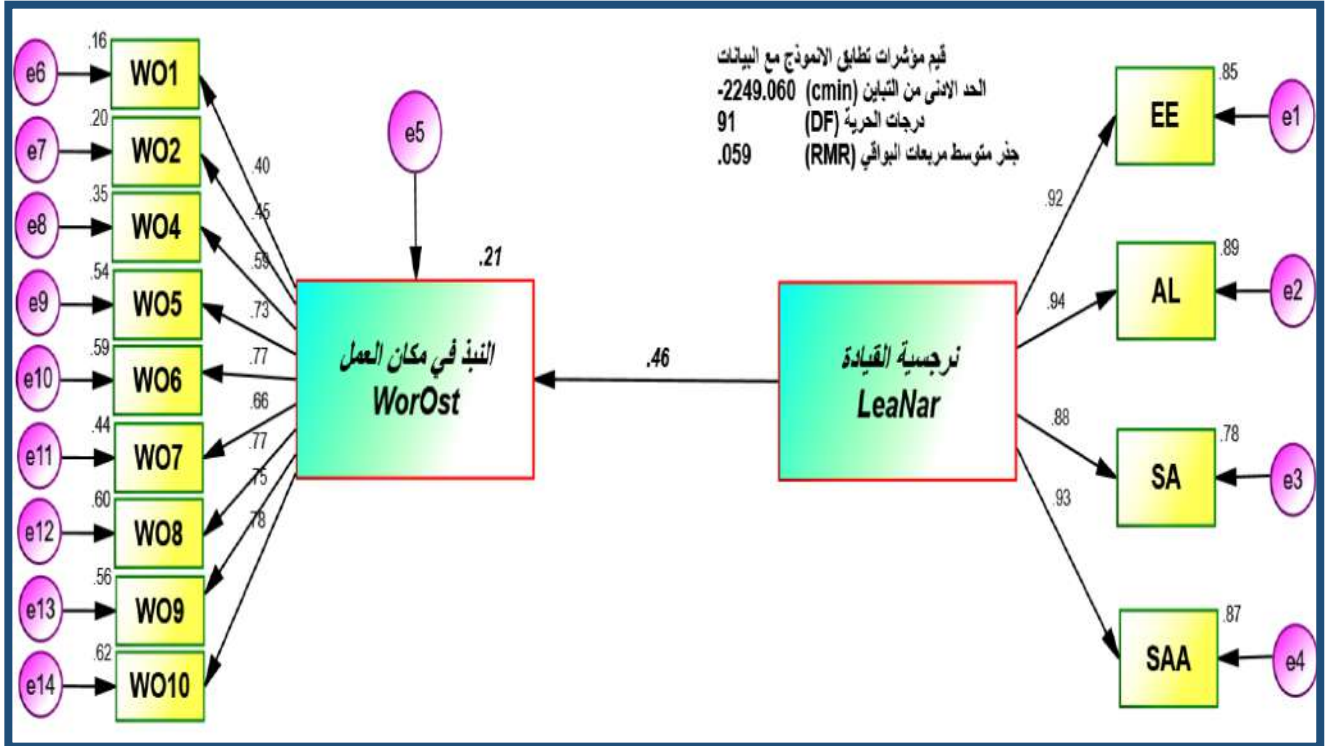 قيم مؤشرات تطابق الانموذج مع البيانات
الحد الادنى من التباين (cmin) -2249.060
درجات الحرية (DF) 91
جذر متوسط مربعات البواقي (RMR) .059
e6
.16
WO1
e7
.20
WO2
e8
.35
WO4
e9
.54
WO5
e10
.59
WO6
e11
.44
WO7
e12
.60
WO8
e13
.56
WO9
e14
.62
WO10
.40
.45
.59
.73
.77
.66
.77
.75
.78
e5
.21
النبذ في مكان العمل
WorOst
.46
نرجسية القيادة
LeaNar
.92
.94
.88
.93
EE
.85
e1
AL
.89
e2
SA
.78
e3
SAA
.87
e4